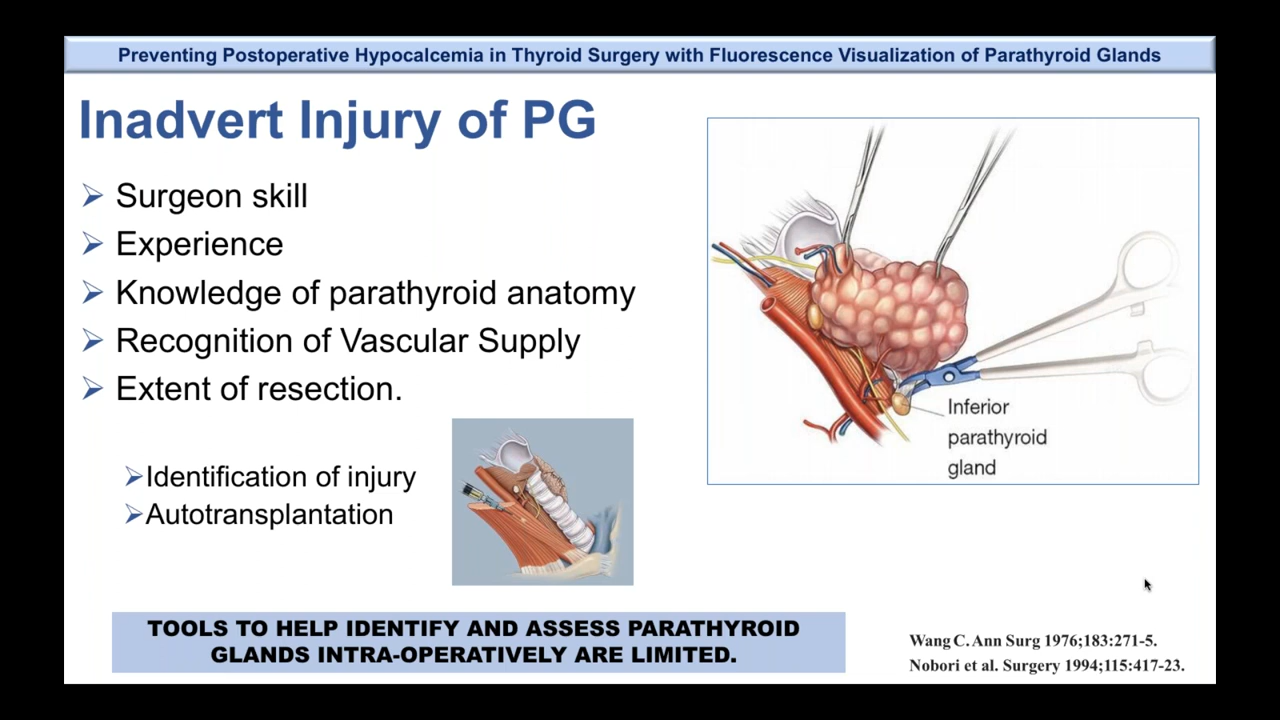 Preventing Postoperative Hypocalcemia in Thyroid Surgery with Fluorescence Visualization of Parathyroid Glands
Inadvert Injury of PG
Surgeon skill
Experience
Knowledge of parathyroid anatomy
Recognition of Vascular Supply
Extent of resection.
Identification of injury
Autotransplantation
Inferior
parathyroid
gland
TOOLS TO HELP IDENTIFY AND ASSESS PARATHYROID
GLANDS INTRA-OPERATIVELY ARE LIMITED.
Wang C. Ann Surg 1976;183:271-5.
Nobori et al. Surgery 1994;115:417-23.